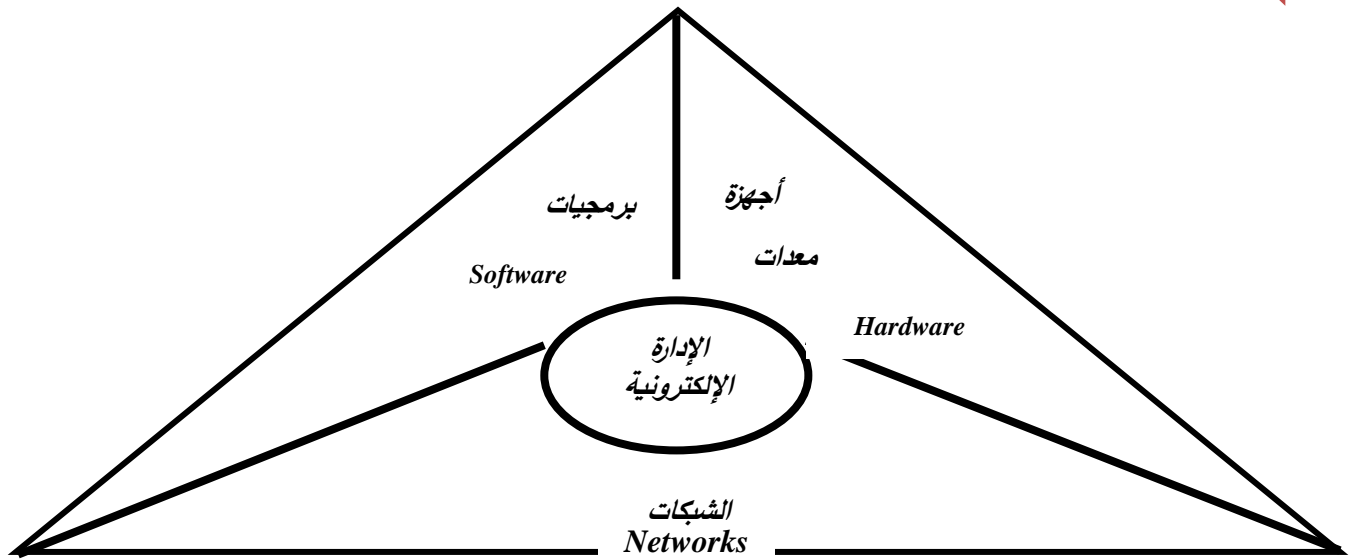 أجهزة
برمجيات
معدات
Software
Hardware
الإدارة
الإلكترونية
الشبكات
Networks